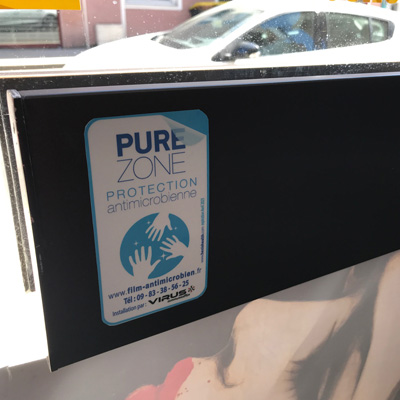 PURE
ZONE
PROTECTION
antimicrobienne
www.film-antimicrobien.fr
Tél : 09 - 83 - 38 - 56 - 25
Installation par : VIRUS